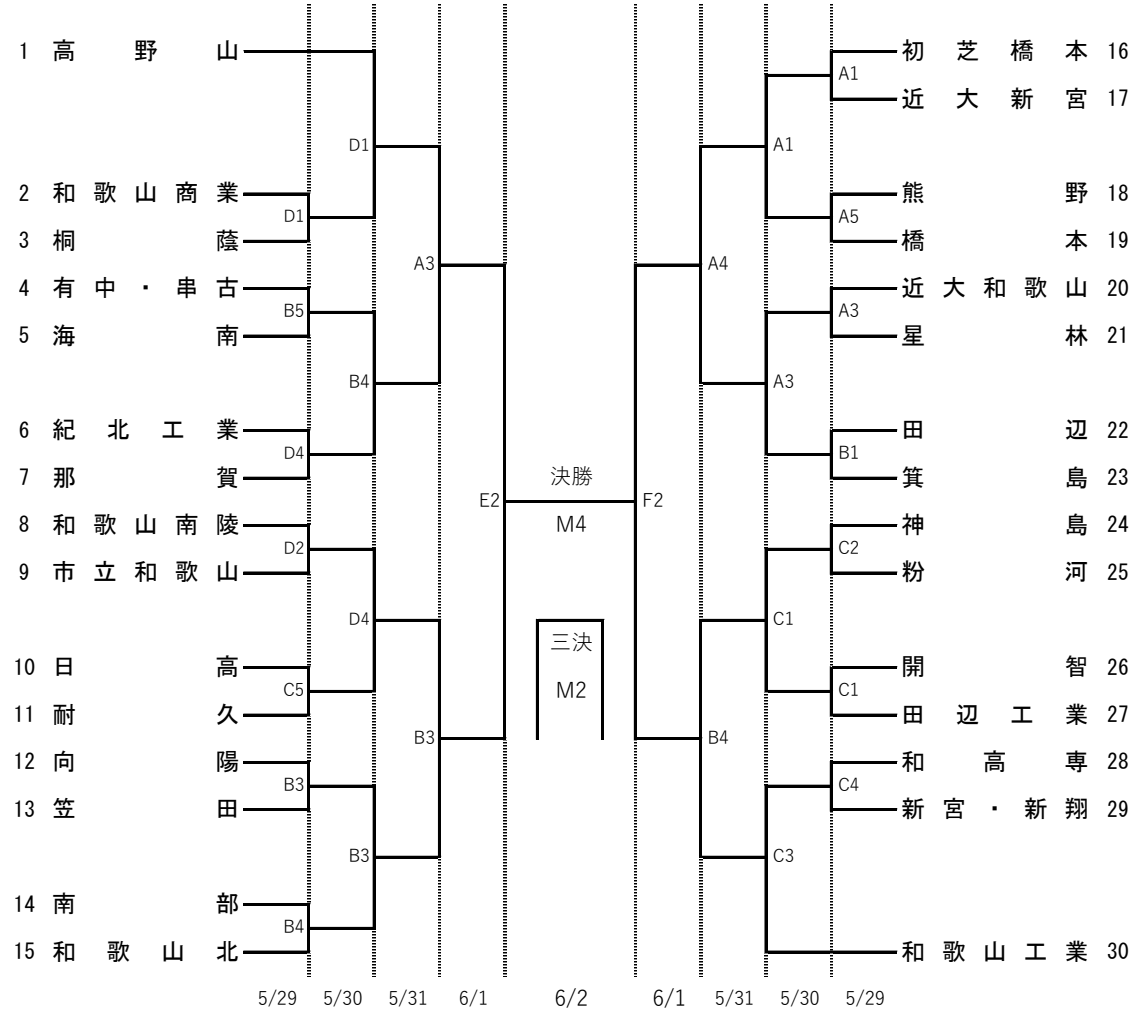 1 高野山
初芝橋本 16
A1
近大新宮 17
D1
A1
2 和歌山商業
熊野 18
D1
A5
3 桐蔭
橋本 19
A3
A4
4 有中・串古
近大和歌山 20
B5
A3
5 海南
星林 21
B4
A3
6 紀北工業
田辺 22
D4
B1
7 那賀
箕島 23
決勝
E2
F2
M4
8 和歌山南陵
神島 24
D2
C2
9 市立和歌山
粉河 25
D4
C1
三決
10 日高
開智 26
C5
M2
C1
11 耐久
田辺工業 27
B3
B4
12 向陽
和高専 28
B3
C4
13 笠田
新宮・新翔 29
B3
C3
14 南部
B4
15 和歌山北
和歌山工業 30
5/29 5/30 5/31 6/1 6/2 6/1 5/31 5/30 5/29